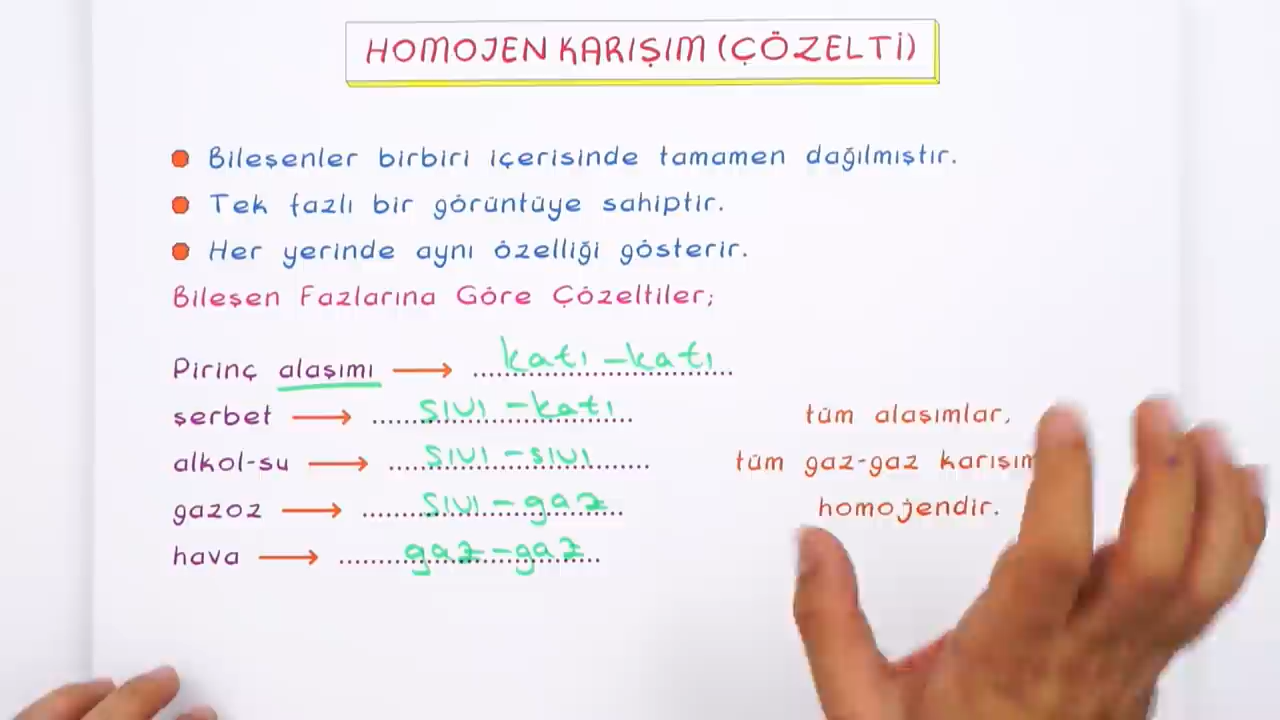 HOMOJEN KARIŞIM (ÇÖZELTİ)
Bileşenler birbiri içerisinde tamamen dağılmıştır.
Tek fazlı bir görüntüye sahiptir.
Her yerinde aynı özelliği gösterir.
Bileşen Fazlarına Göre Çözeltiler;
Pirinç alaşımı → katı - katı
şerbet → sıvı - katı
alkol-su → sıvı - sıvı
gazoz → sıvı - gaz
hava → gaz - gaz
tüm alaşımlar,
tüm gaz-gaz
homojendir.